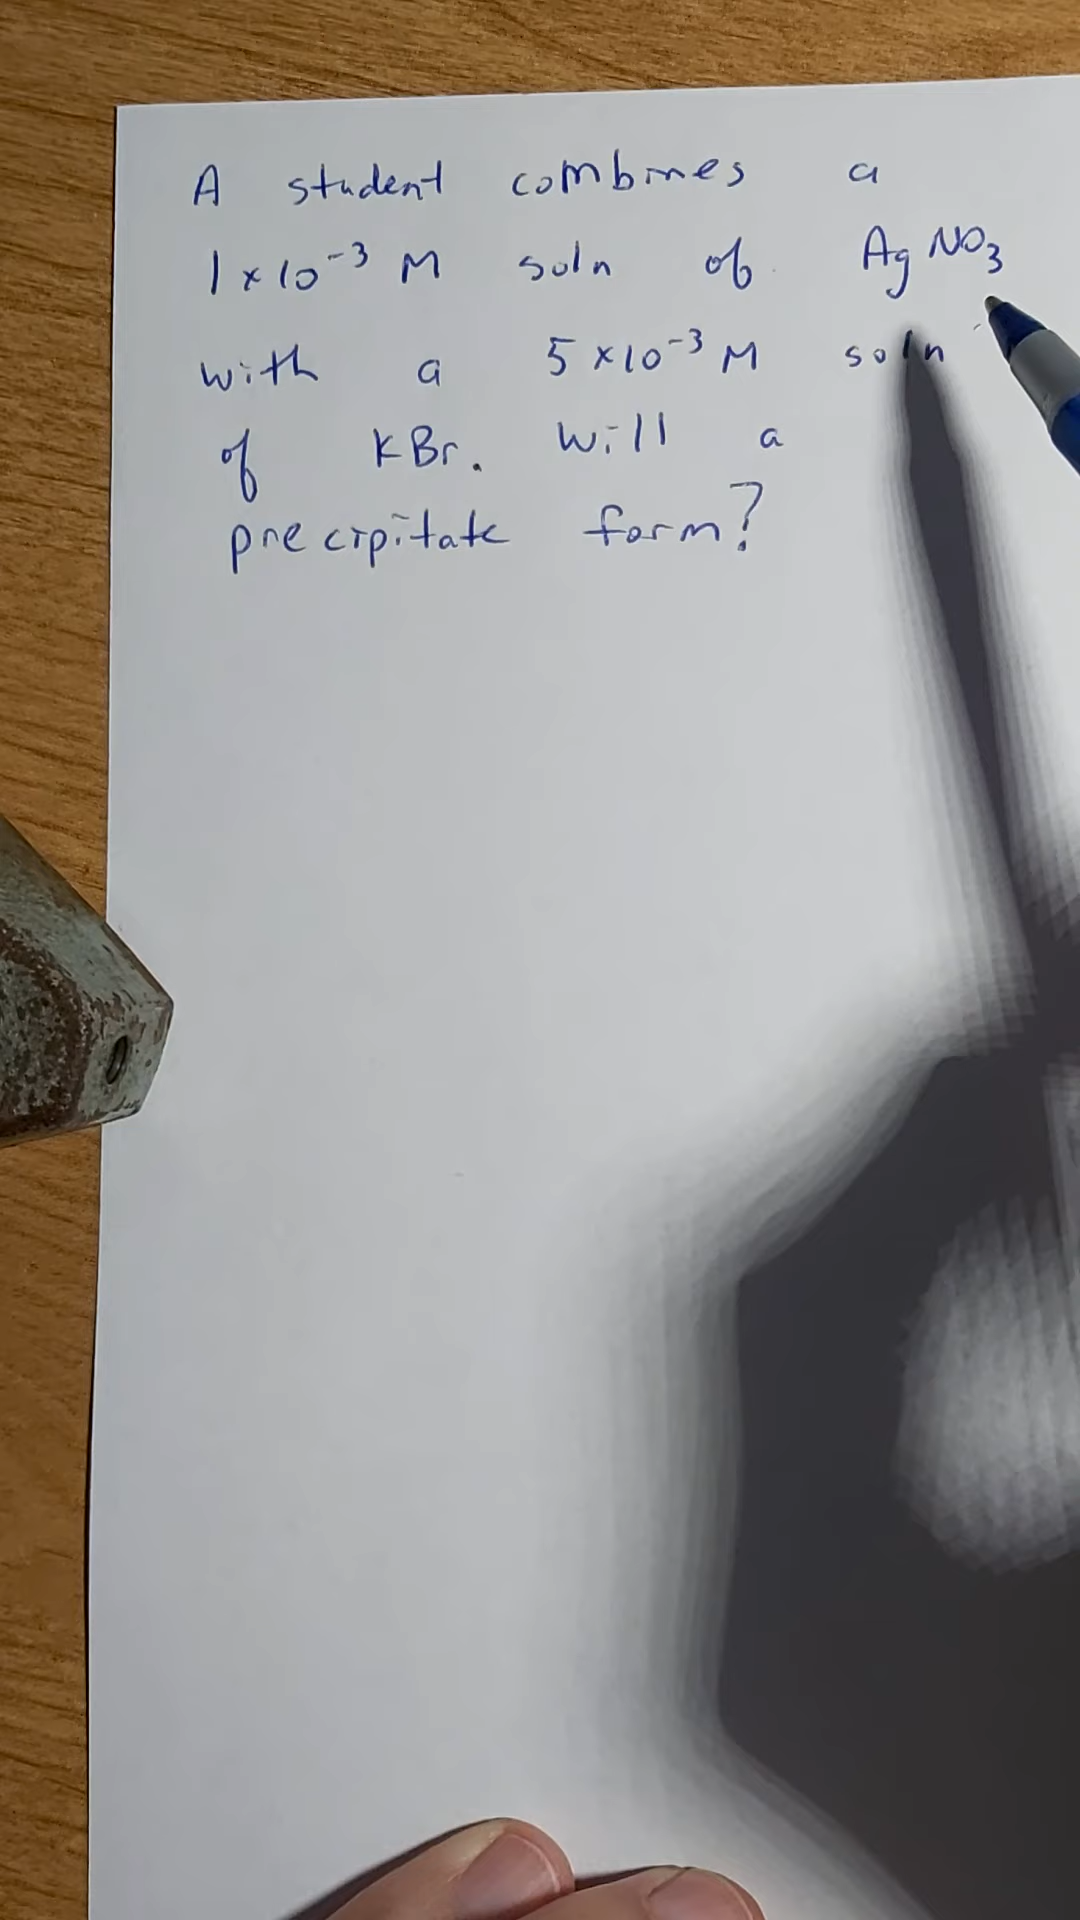 A student combines a
1 x 10⁻³ M soln of AgNO₃
with a 5 x 10⁻³ M soln
of KBr. Will a
precipitate form?